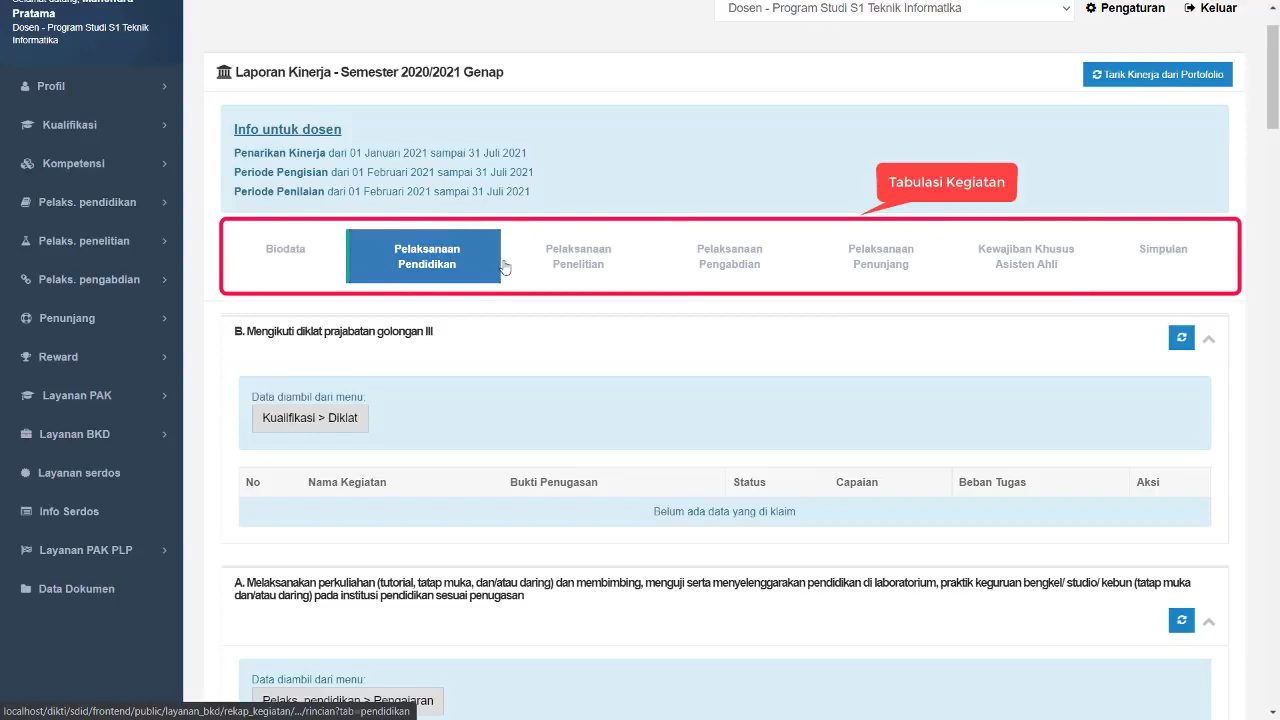 Selamat datang, Mahendra
Pratama
Dosen - Program Studi S1 Teknik
Informatika
Profil
Kualifikasi
Kompetensi
Pelaks. pendidikan
Pelaks. penelitian
Pelaks. pengabdian
Penunjang
Reward
Layanan PAK
Layanan BKD
Layanan serdos
Info Serdos
Layanan PAK PLP
Data Dokumen
Dosen - Program Studi S1 Teknik Informatika
Pengaturan
Keluar
Laporan Kinerja - Semester 2020/2021 Genap
Tarik Kinerja dari Portofolio
Info untuk dosen
Penarikan Kinerja dari 01 Januari 2021 sampai 31 Juli 2021
Periode Pengisian dari 01 Februari 2021 sampai 31 Juli 2021
Periode Penilaian dari 01 Februari 2021 sampai 31 Juli 2021
Tabulasi Kegiatan
Biodata
Pelaksanaan
Pendidikan
Pelaksanaan
Penelitian
Pelaksanaan
Pengabdian
Pelaksanaan
Penunjang
Kewajiban Khusus
Asisten Ahli
Simpulan
B. Mengikuti diklat prajabatan golongan III
Data diambil dari menu:
Kualifikasi > Diklat
No Nama Kegiatan Bukti Penugasan Status Capaian Beban Tugas Aksi
Belum ada data yang di klaim
A. Melaksanakan perkuliahan (tutorial, tatap muka, dan/atau daring) dan membimbing, menguji serta menyelenggarakan pendidikan di laboratorium, praktik keguruan bengkel/ studio/ kebun (tatap muka
dan/atau daring) pada institusi pendidikan sesuai penugasan
Data diambil dari menu:
Pelaks. pendidikan > Pengajaran
localhost/dikti/sdid/frontend/public/layanan_bkd/rekap_kegiatan/.../rincian?tab=pendidikan